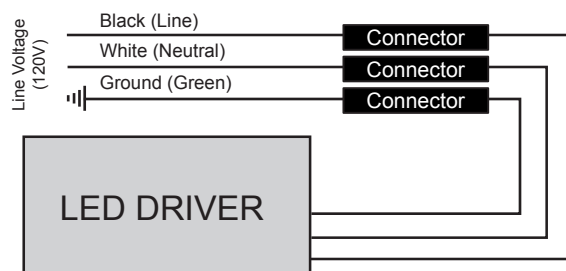 Line Voltage
(120V)
Black (Line)
Connector
White (Neutral)
Connector
Ground (Green)
Connector
LED DRIVER